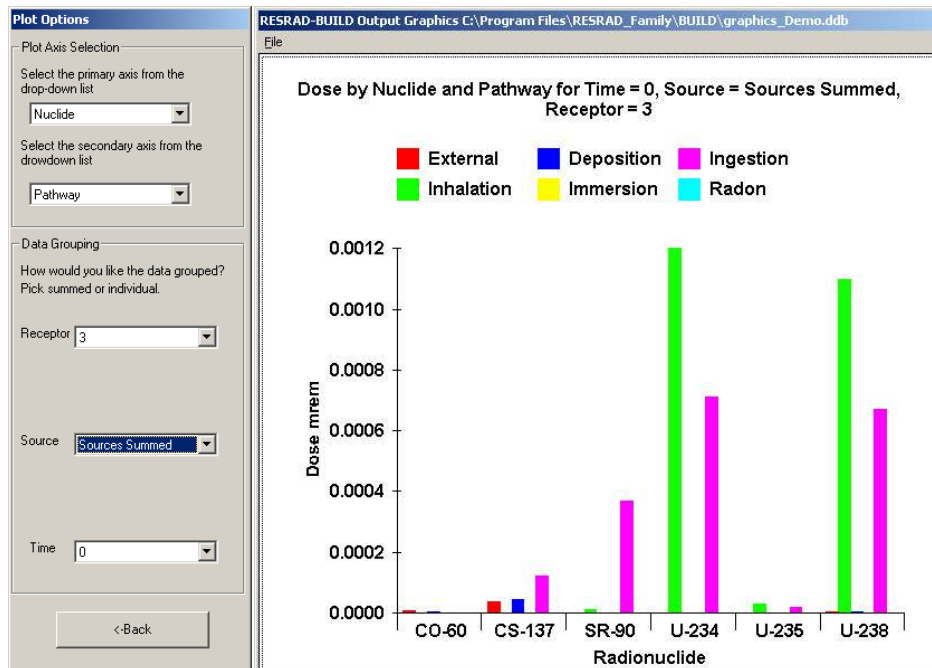 Plot Options
Plot Axis Selection
Select the primary axis from the
drop-down list
Nuclide
Select the secondary axis from the
drowdown list
Pathway
Data Grouping
How would you like the data grouped?
Pick summed or individual.
Receptor 3
Source Sources Summed
Time 0
<-Back
RESRAD-BUILD Output Graphics C:\Program Files\RESRAD_Family\BUILD\graphics_Demo.ddb
File
Dose by Nuclide and Pathway for Time = 0, Source = Sources Summed,
Receptor = 3
External Deposition Ingestion
Inhalation Immersion Radon
Dose mrem
0.0012
0.0010
0.0008
0.0006
0.0004
0.0002
0.0000
CO-60 CS-137 SR-90 U-234 U-235 U-238
Radionuclide